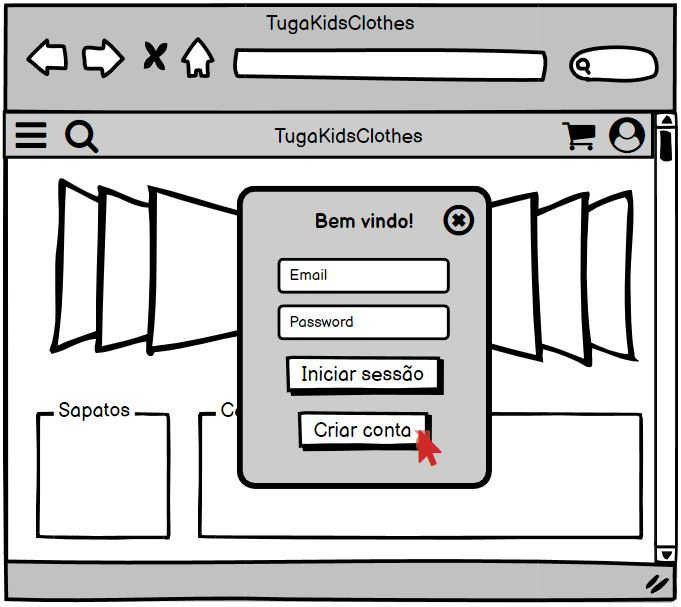 TugaKidsClothes
TugaKidsClothes
Bem vindo!
Email
Password
Iniciar sessão
Criar conta
Sapatos